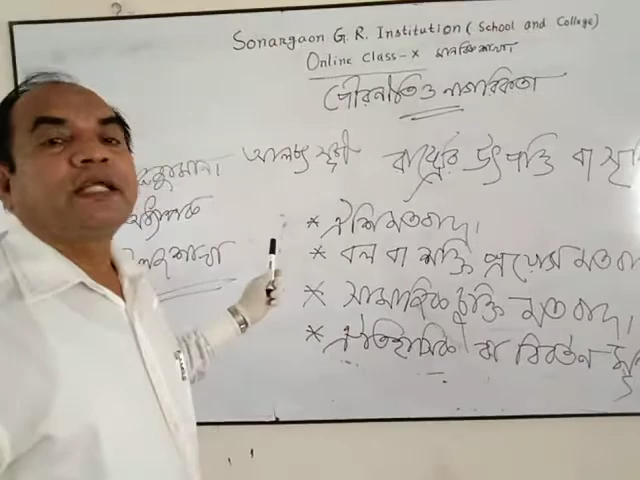 Sonargaon G. R. Institution ( School and College)
Online Class-x মানবিক শাখা
পৌরনীতি ও নাগরিকতা
আলোচ্য সূচী
রাষ্ট্রের উৎপত্তি বা
* ঐশী মতবাদ।
* বল বা শক্তি প্রয়োগ
* সামাজিক চুক্তি মতবাদ।
* ঐতিহাসিক বা বিবর্তন